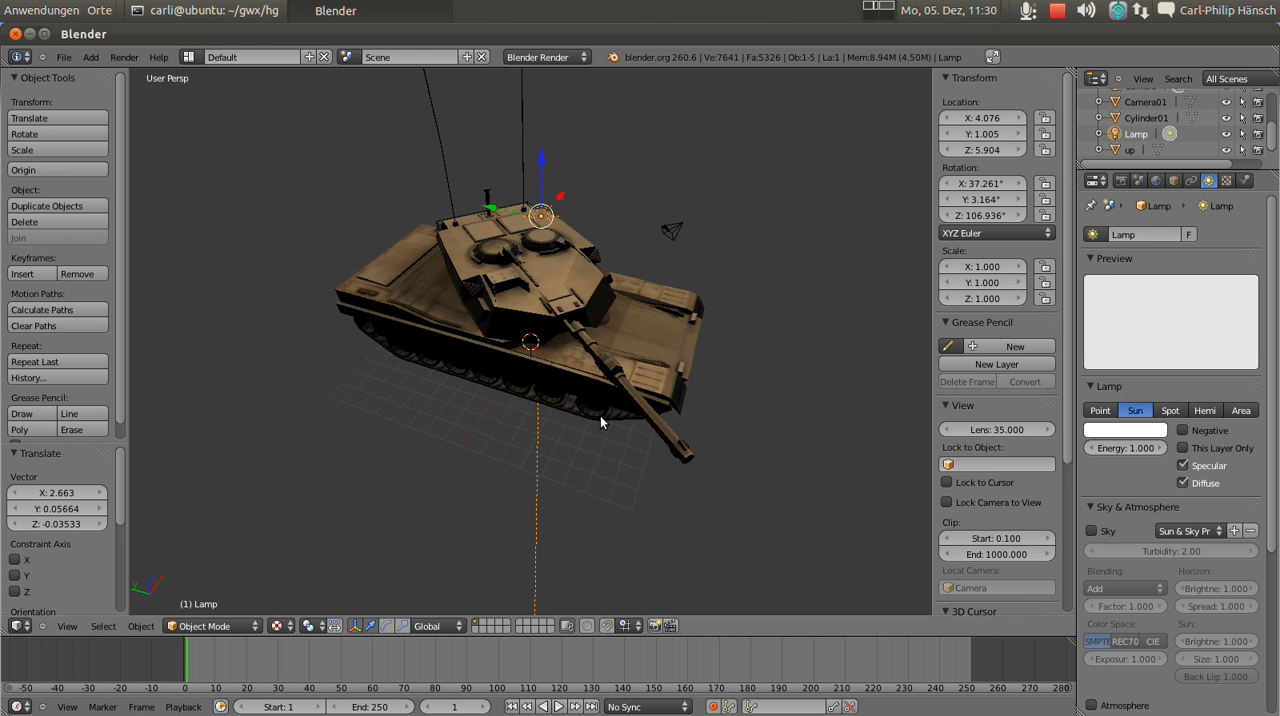 Anwendungen Orte carli@ubuntu: ~/gwx/hg Blender Mo, 05. Dez, 11:30 Carl-Philip Hänsch
Blender
File Add Render Help Default Scene Blender Render blender.org 260.6 | Ve:7641 | Fa:5326 | Ob:1-5 | La:1 | Mem:8.94M (4.50M) | Lamp
Object Tools
Transform:
Translate
Rotate
Scale
Origin
Object:
Duplicate Objects
Delete
Join
Keyframes:
Insert Remove
Motion Paths:
Calculate Paths
Clear Paths
Repeat:
Repeat Last
History...
Grease Pencil:
Draw Line
Poly Erase
Translate
Vector
X: 2.663
Y: 0.05664
Z: -0.03533
Constraint Axis
X
Y
Z
Orientation
User Persp
(1) Lamp
Transform
Location:
X: 4.076
Y: 1.005
Z: 5.904
Rotation:
X: 37.261°
Y: 3.164°
Z: 106.936°
XYZ Euler
Scale:
X: 1.000
Y: 1.000
Z: 1.000
Grease Pencil
New
New Layer
Delete Frame Convert
View
Lens: 35.000
Lock to Object:
Lock to Cursor
Lock Camera to View
Clip:
Start: 0.100
End: 1000.000
Local Camera:
Camera
3D Cursor
View Search All Scenes
Camera01
Cylinder01
Lamp
up
Lamp Lamp
Lamp F
Preview
Lamp
Point Sun Spot Hemi Area
Negative
Energy: 1.000 This Layer Only
Specular
Diffuse
Sky & Atmosphere
Sky Sun & Sky Pr
Turbidity: 2.00
Blending: Horizon:
Add Brightne: 1.000
Factor: 1.000 Spread: 1.000
Color Space: Sun:
SMPTE REC70 CIE Brightne: 1.000
Exposur: 1.000 Size: 1.000
Back Lig: 1.000
Atmosphere
View Select Object Object Mode Global
-50 -40 -30 -20 -10 0 10 20 30 40 50 60 70 80 90 100 110 120 130 140 150 160 170 180 190 200 210 220 230 240 250 260 270 280
View Marker Frame Playback Start: 1 End: 250 1 No Sync